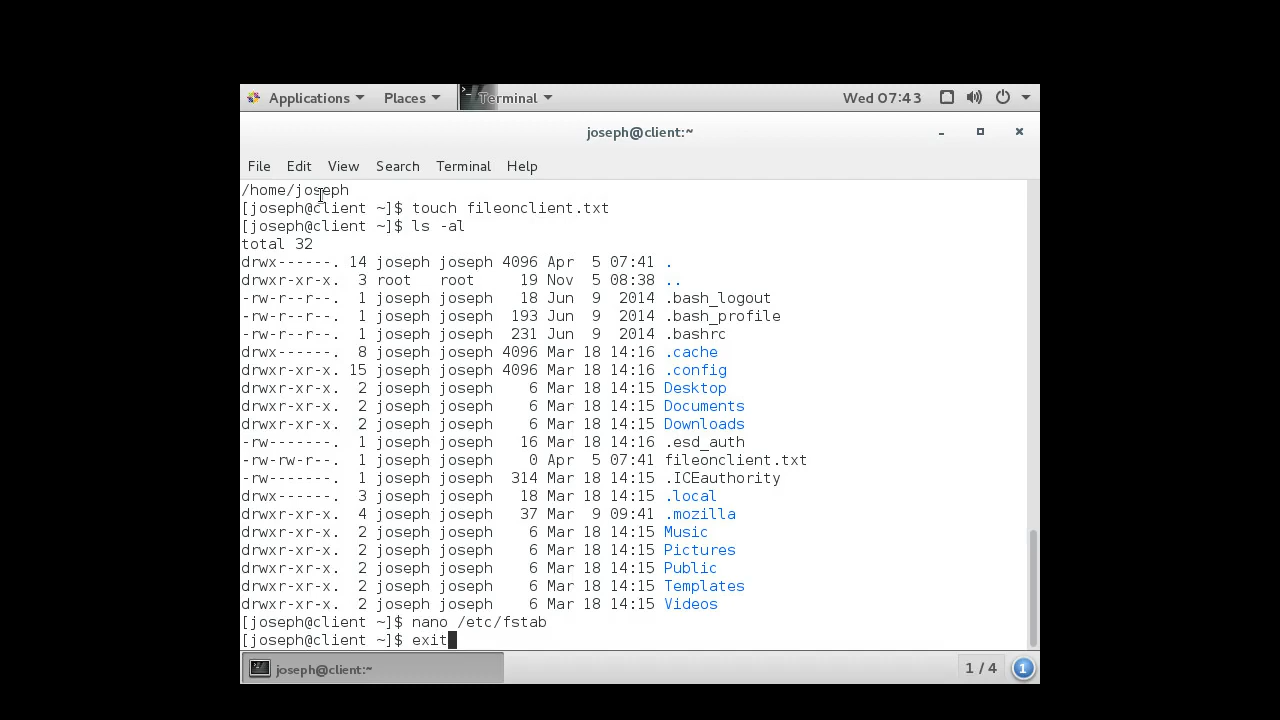 Applications Places Terminal Wed 07:43
joseph@client:~
File Edit View Search Terminal Help
/home/joseph
[joseph@client ~]$ touch fileonclient.txt
[joseph@client ~]$ ls -al
total 32
drwx------. 14 joseph joseph 4096 Apr  5 07:41 .
drwxr-xr-x.  3 root   root     19 Nov  5 08:38 ..
-rw-r--r--.  1 joseph joseph   18 Jun  9  2014 .bash_logout
-rw-r--r--.  1 joseph joseph  193 Jun  9  2014 .bash_profile
-rw-r--r--.  1 joseph joseph  231 Jun  9  2014 .bashrc
drwx------.  8 joseph joseph 4096 Mar 18 14:16 .cache
drwxr-xr-x. 15 joseph joseph 4096 Mar 18 14:16 .config
drwxr-xr-x.  2 joseph joseph    6 Mar 18 14:15 Desktop
drwxr-xr-x.  2 joseph joseph    6 Mar 18 14:15 Documents
drwxr-xr-x.  2 joseph joseph    6 Mar 18 14:15 Downloads
-rw-------.  1 joseph joseph   16 Mar 18 14:16 .esd_auth
-rw-rw-r--.  1 joseph joseph    0 Apr  5 07:41 fileonclient.txt
-rw-------.  1 joseph joseph  314 Mar 18 14:15 .ICEauthority
drwx------.  3 joseph joseph   18 Mar 18 14:15 .local
drwxr-xr-x.  4 joseph joseph   37 Mar  9 09:41 .mozilla
drwxr-xr-x.  2 joseph joseph    6 Mar 18 14:15 Music
drwxr-xr-x.  2 joseph joseph    6 Mar 18 14:15 Pictures
drwxr-xr-x.  2 joseph joseph    6 Mar 18 14:15 Public
drwxr-xr-x.  2 joseph joseph    6 Mar 18 14:15 Templates
drwxr-xr-x.  2 joseph joseph    6 Mar 18 14:15 Videos
[joseph@client ~]$ nano /etc/fstab
[joseph@client ~]$ exit
joseph@client:~ 1 / 4 1